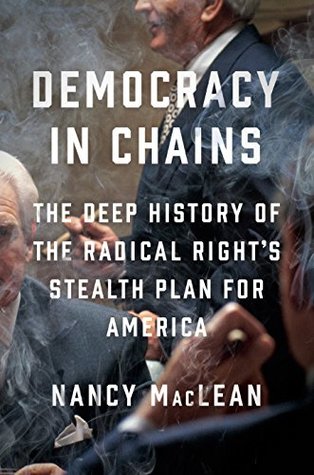 DEMOCRACY
IN CHAINS
THE DEEP HISTORY OF
THE RADICAL RIGHT'S
STEALTH PLAN FOR
AMERICA
NANCY MacLEAN